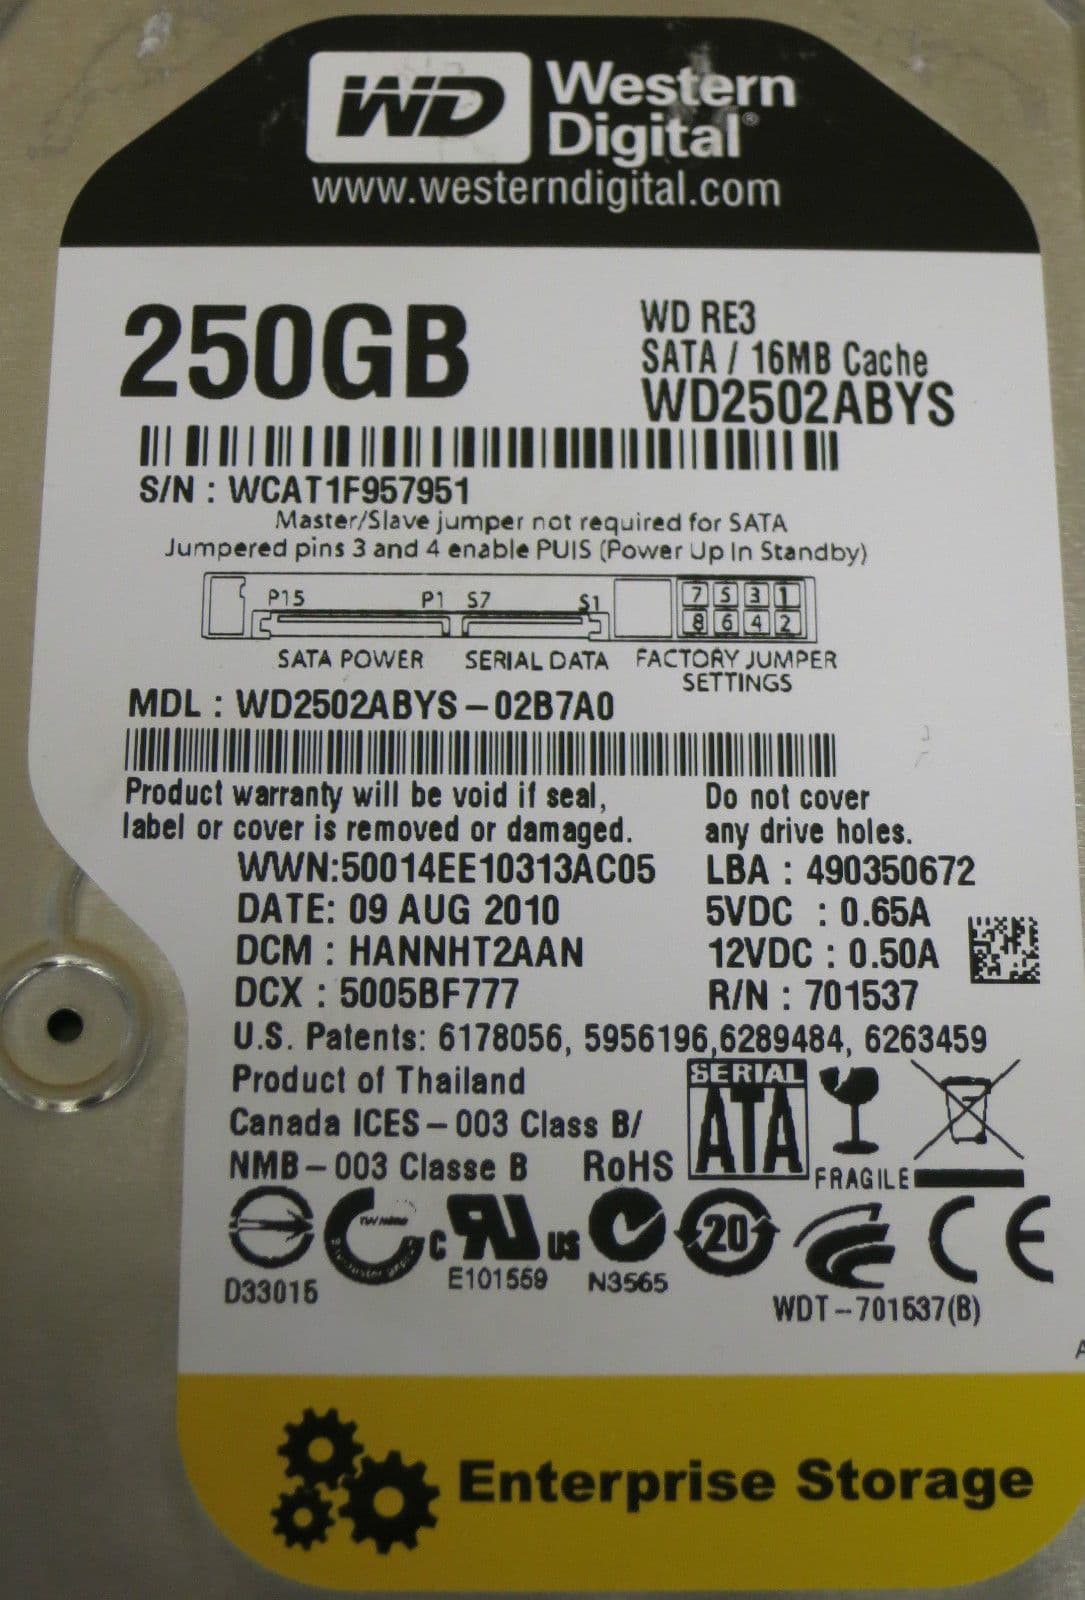 WD Western
Digital®
www.westerndigital.com
250GB
WD RE3
SATA / 16MB Cache
WD2502ABYS
S/N : WCAT1F957951
Master/Slave jumper not required for SATA
Jumpered pins 3 and 4 enable PUIS (Power Up In Standby)
P15 P1 S7 S1 7 5 3 1
8 6 4 2
SATA POWER SERIAL DATA FACTORY JUMPER
SETTINGS
MDL : WD2502ABYS – 02B7A0
Product warranty will be void if seal,
label or cover is removed or damaged.
Do not cover
any drive holes.
WWN:50014EE10313AC05 LBA : 490350672
DATE: 09 AUG 2010 5VDC : 0.65A
DCM : HANNHT2AAN 12VDC : 0.50A
DCX : 5005BF777 R/N : 701537
U.S. Patents: 6178056, 5956196,6289484, 6263459
Product of Thailand
Canada ICES – 003 Class B/
NMB – 003 Classe B RoHS
SERIAL
ATA
FRAGILE
D33015
C US
E101559
N3565
20
CE
WDT – 701537(B)
A
Enterprise Storage